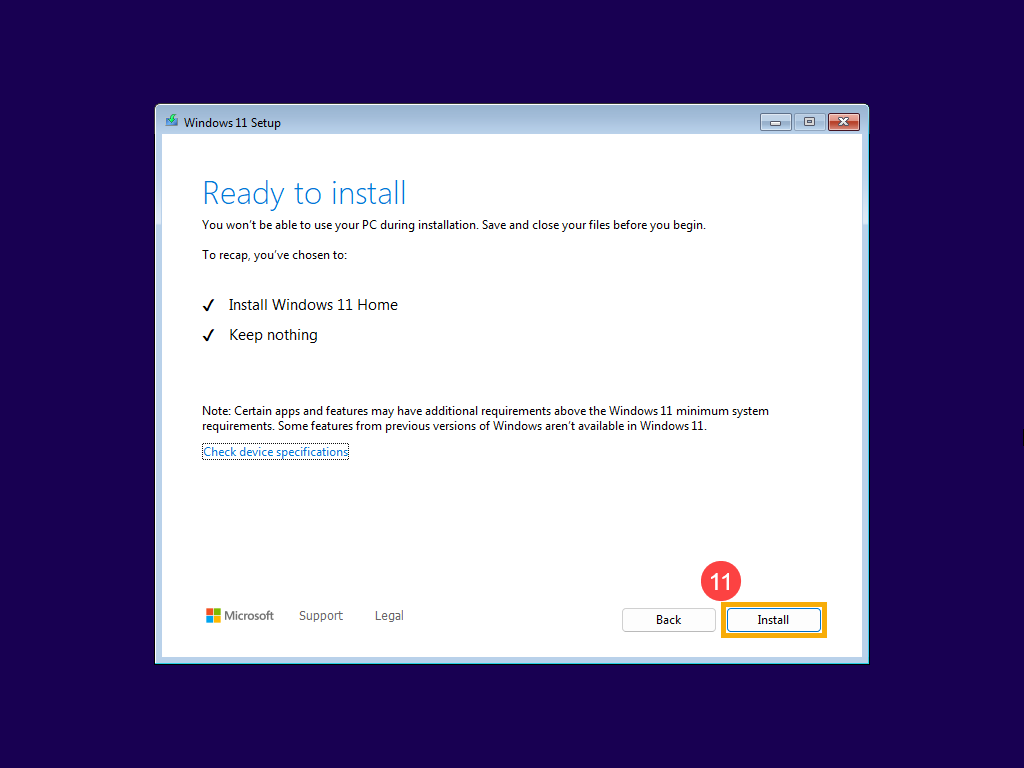 Windows 11 Setup
Ready to install
You won't be able to use your PC during installation. Save and close your files before you begin.
To recap, you've chosen to:
✓ Install Windows 11 Home
✓ Keep nothing
Note: Certain apps and features may have additional requirements above the Windows 11 minimum system
requirements. Some features from previous versions of Windows aren't available in Windows 11.
Check device specifications
11
Microsoft Support Legal Back Install